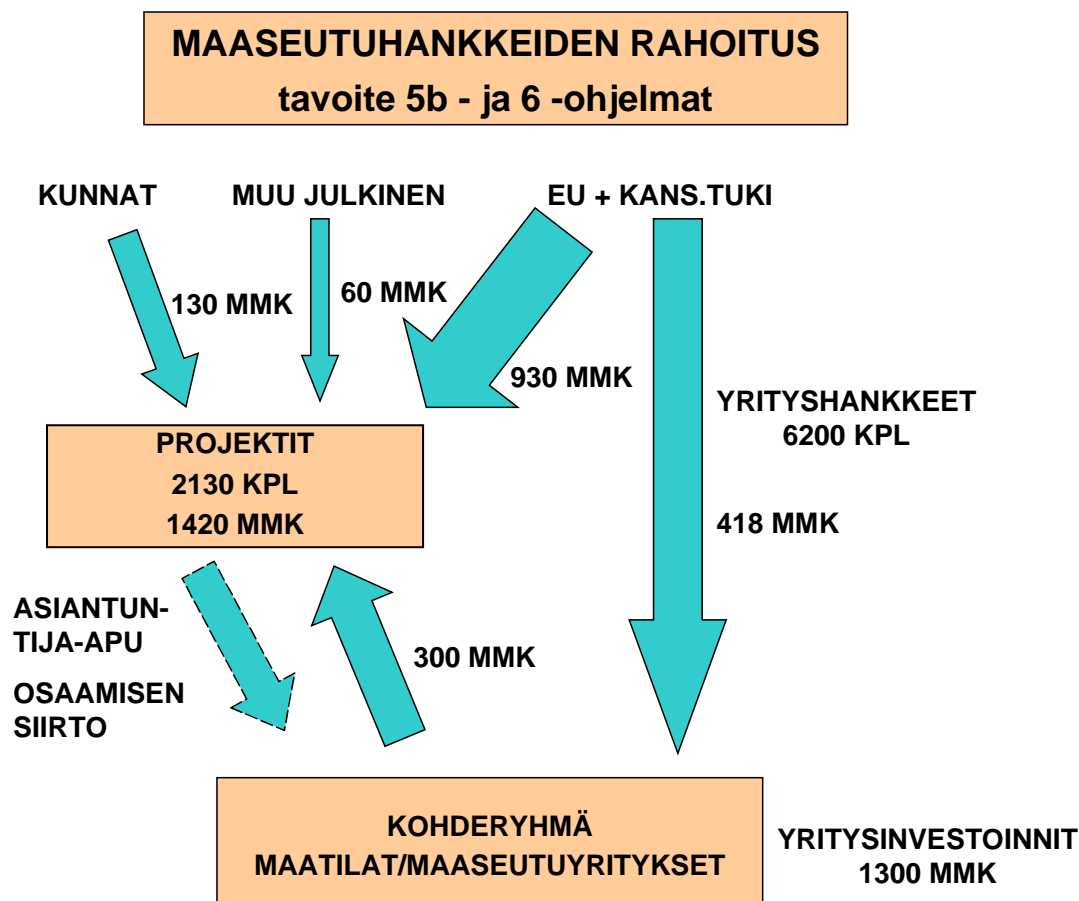 MAASEUTUHANKKEIDEN RAHOITUS
tavoite 5b - ja 6 -ohjelmat
KUNNAT
MUU JULKINEN
EU + KANS.TUKI
130 MMK
60 MMK
930 MMK
YRITYSHANKKEET
6200 KPL
PROJEKTIT
2130 KPL
1420 MMK
418 MMK
ASIANTUN-
TIJA-APU
OSAAMISEN
SIIRTO
300 MMK
KOHDERYHMÄ
MAATILAT/MAASEUTUYRITYKSET
YRITYSINVESTOINNIT
1300 MMK